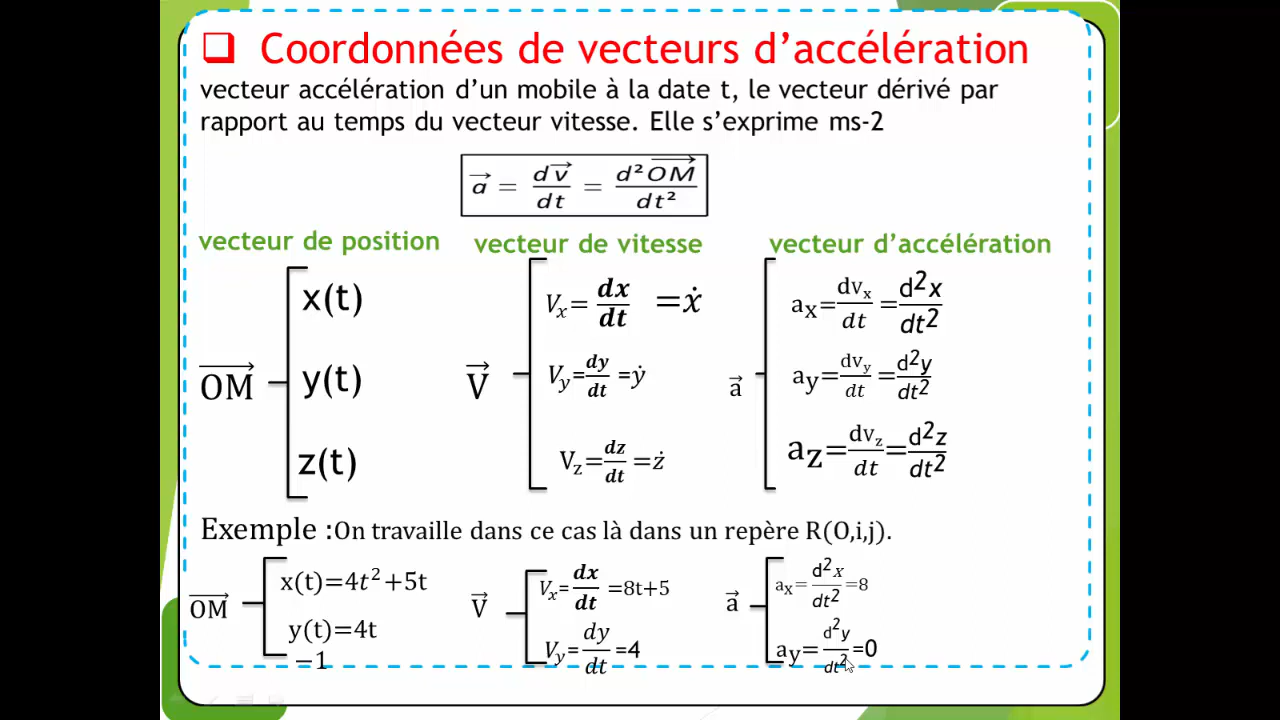 ❑ Coordonnées de vecteurs d’accélération
vecteur accélération d’un mobile à la date t, le vecteur dérivé par
rapport au temps du vecteur vitesse. Elle s’exprime ms-2
a⃗ = dv⃗/dt = d²OM⃗/dt²
vecteur de position
vecteur de vitesse
vecteur d’accélération
OM⃗
x(t)
y(t)
z(t)
V⃗
Vx= dx/dt =ẋ
Vy=dy/dt =ẏ
Vz=dz/dt =ż
a⃗
ax=dvx/dt=d²x/dt²
ay=dvy/dt=d²y/dt²
az=dvz/dt=d²z/dt²
Exemple :On travaille dans ce cas là dans un repère R(O,i,j).
OM⃗
x(t)=4t²+5t
y(t)=4t
−1
V⃗
Vx=dx/dt =8t+5
Vy=dy/dt=4
a⃗
ax=d²x/dt²=8
ay=d²y/dt²=0